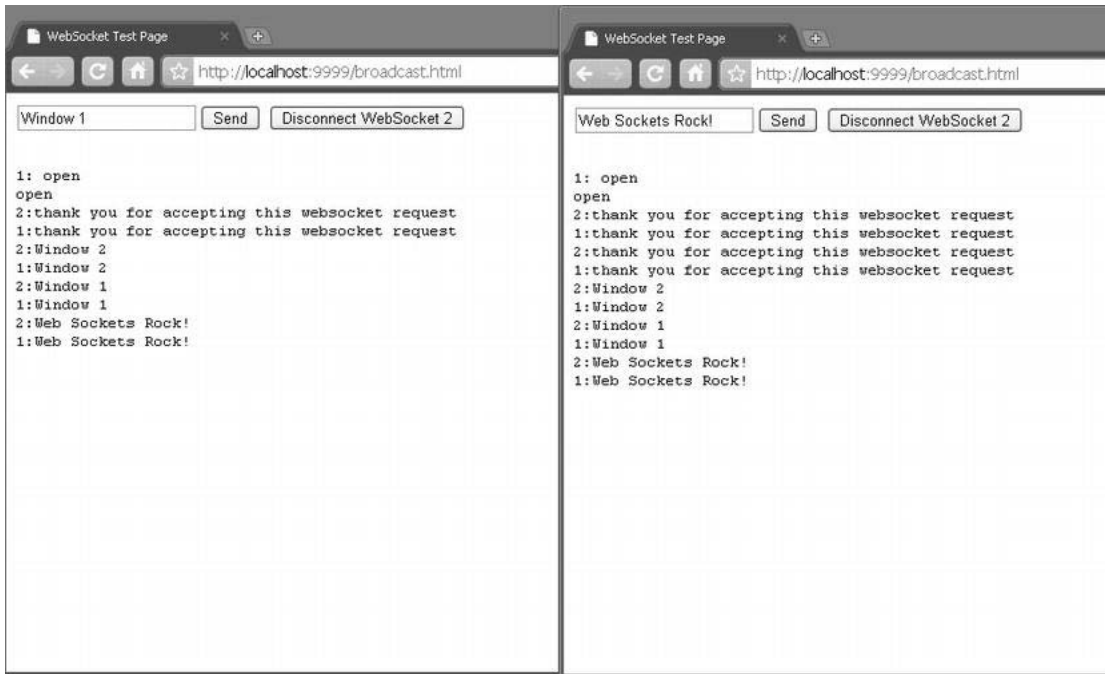 WebSocket Test Page
http://localhost:9999/broadcast.html
Window 1 Send Disconnect WebSocket 2
1: open
open
2:thank you for accepting this websocket request
1:thank you for accepting this websocket request
2:Window 2
1:Window 2
2:Window 1
1:Window 1
2:Web Sockets Rock!
1:Web Sockets Rock!
WebSocket Test Page
http://localhost:9999/broadcast.html
Web Sockets Rock! Send Disconnect WebSocket 2
1: open
open
2:thank you for accepting this websocket request
1:thank you for accepting this websocket request
2:thank you for accepting this websocket request
1:thank you for accepting this websocket request
2:Window 2
1:Window 2
2:Window 1
1:Window 1
2:Web Sockets Rock!
1:Web Sockets Rock!